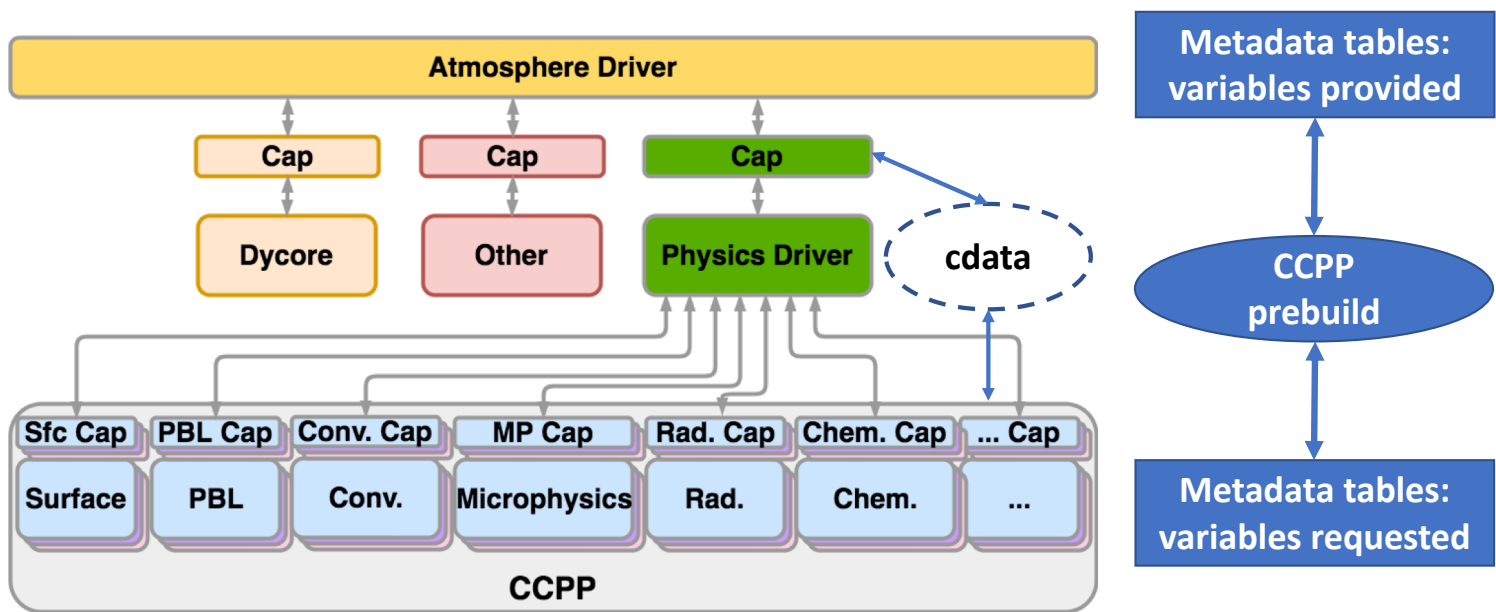 Atmosphere Driver
Cap
Cap
Cap
Dycore
Other
Physics Driver
cdata
Sfc Cap
PBL Cap
Conv. Cap
MP Cap
Rad. Cap
Chem. Cap
... Cap
Surface
PBL
Conv.
Microphysics
Rad.
Chem.
...
CCPP
Metadata tables:
variables provided
CCPP
prebuild
Metadata tables:
variables requested